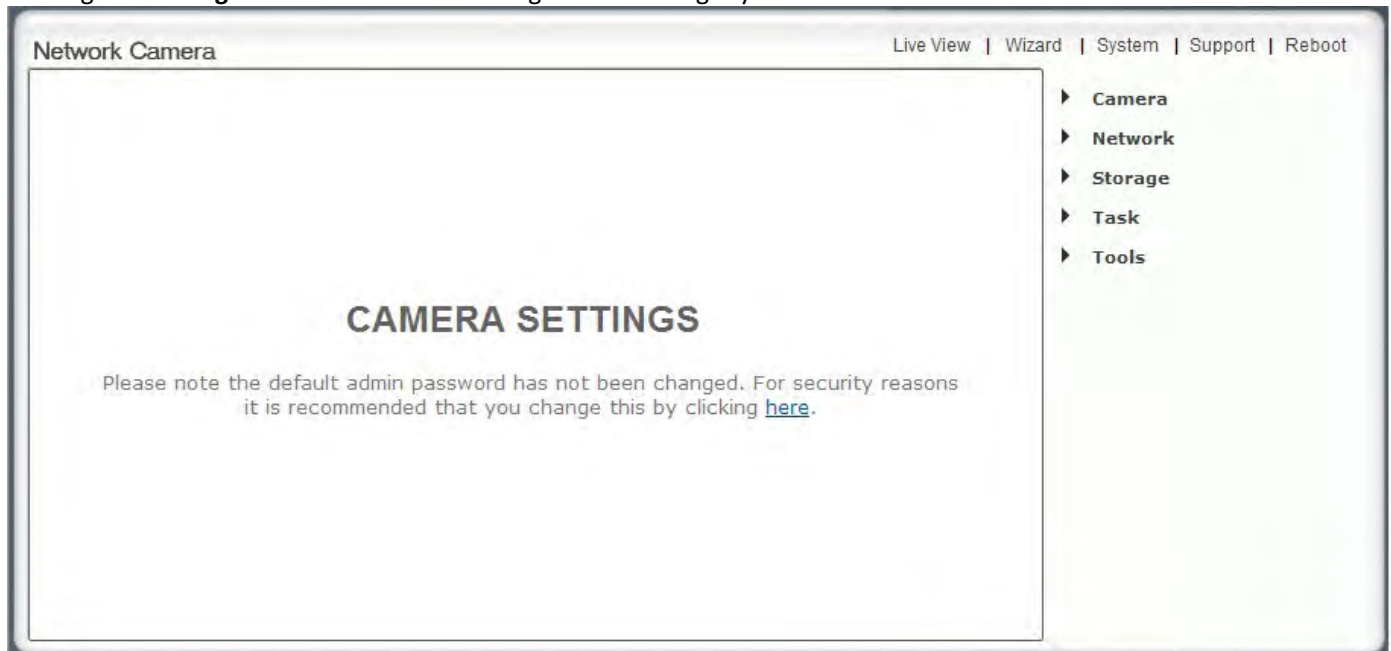 Network Camera
Live View | Wizard | System | Support | Reboot
Camera
Network
Storage
Task
Tools
CAMERA SETTINGS
Please note the default admin password has not been changed. For security reasons
it is recommended that you change this by clicking here.